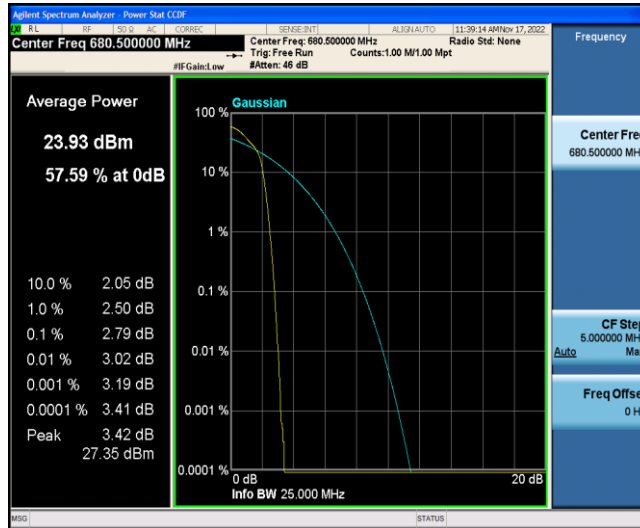 Agilent Spectrum Analyzer - Power Stat CCDF
RL RF 50 Ω AC CORREC SENSE:INT ALIGNAUTO 11:39:14 AMNov 17, 2022
Center Freq 680.500000 MHz
Center Freq: 680.500000 MHz Radio Std: None
Trig: Free Run Counts:1.00 M/1.00 Mpt
#IFGain:Low #Atten: 46 dB
Frequency
Average Power
23.93 dBm
57.59 % at 0dB
10.0 % 2.05 dB
1.0 % 2.50 dB
0.1 % 2.79 dB
0.01 % 3.02 dB
0.001 % 3.19 dB
0.0001 % 3.41 dB
Peak 3.42 dB
27.35 dBm
Gaussian
100 %
10 %
1 %
0.1 %
0.01 %
0.001 %
0.0001 %
0 dB 20 dB
Info BW 25.000 MHz
Center Fre
680.500000 MH
CF Step
5.000000 MH
Auto Ma
Freq Offse
0 H
MSG STATUS